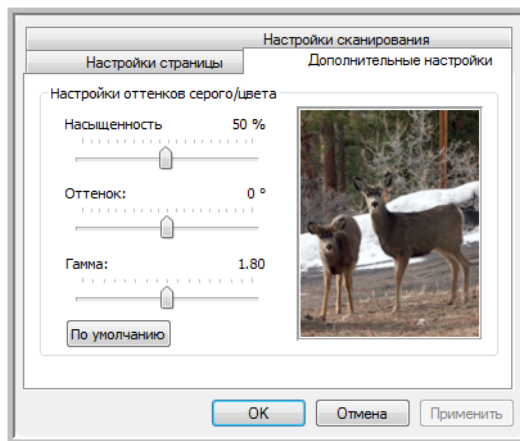 Настройки сканирования
Настройки страницы
Дополнительные настройки
Настройки оттенков серого/цвета
Насыщенность 50 %
Оттенок: 0 °
Гамма: 1.80
По умолчанию
OK Отмена Применить